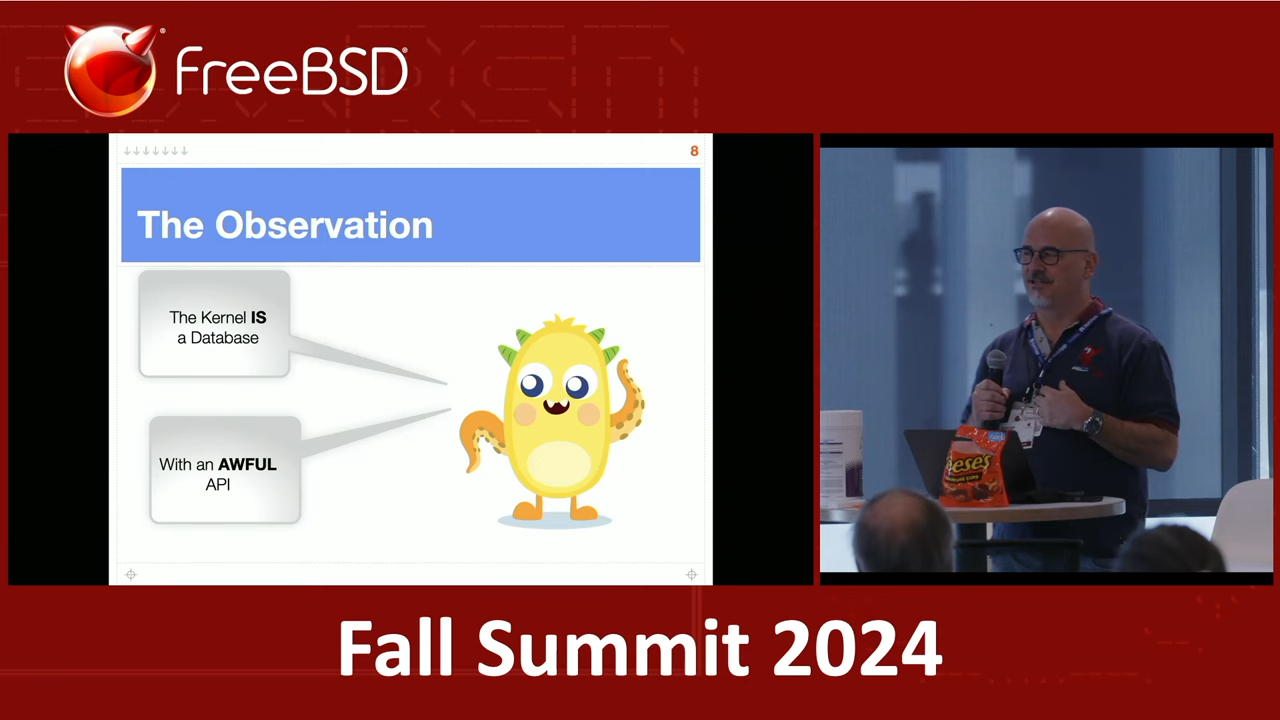 FreeBSD
8
The Observation
The Kernel IS
a Database
With an AWFUL
API
Fall Summit 2024